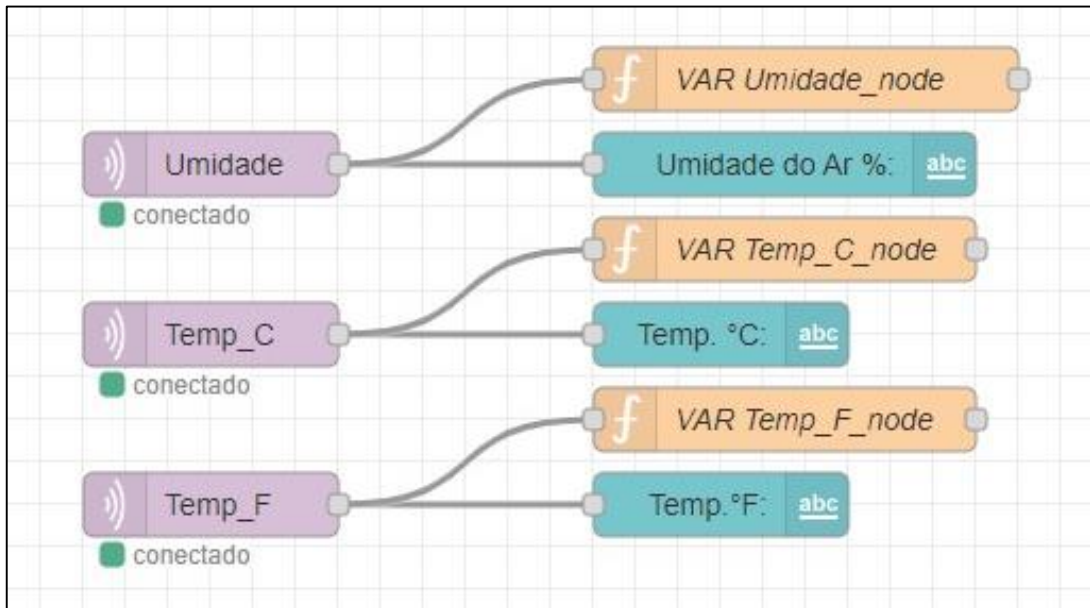 VAR Umidade_node
Umidade
Umidade do Ar %:
abc
conectado
VAR Temp_C_node
Temp_C
Temp. °C:
abc
conectado
VAR Temp_F_node
Temp_F
Temp.°F:
abc
conectado